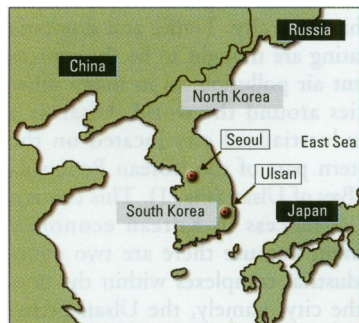 Russia
China
North Korea
Seoul
East Sea
Ulsan
South Korea
Japan